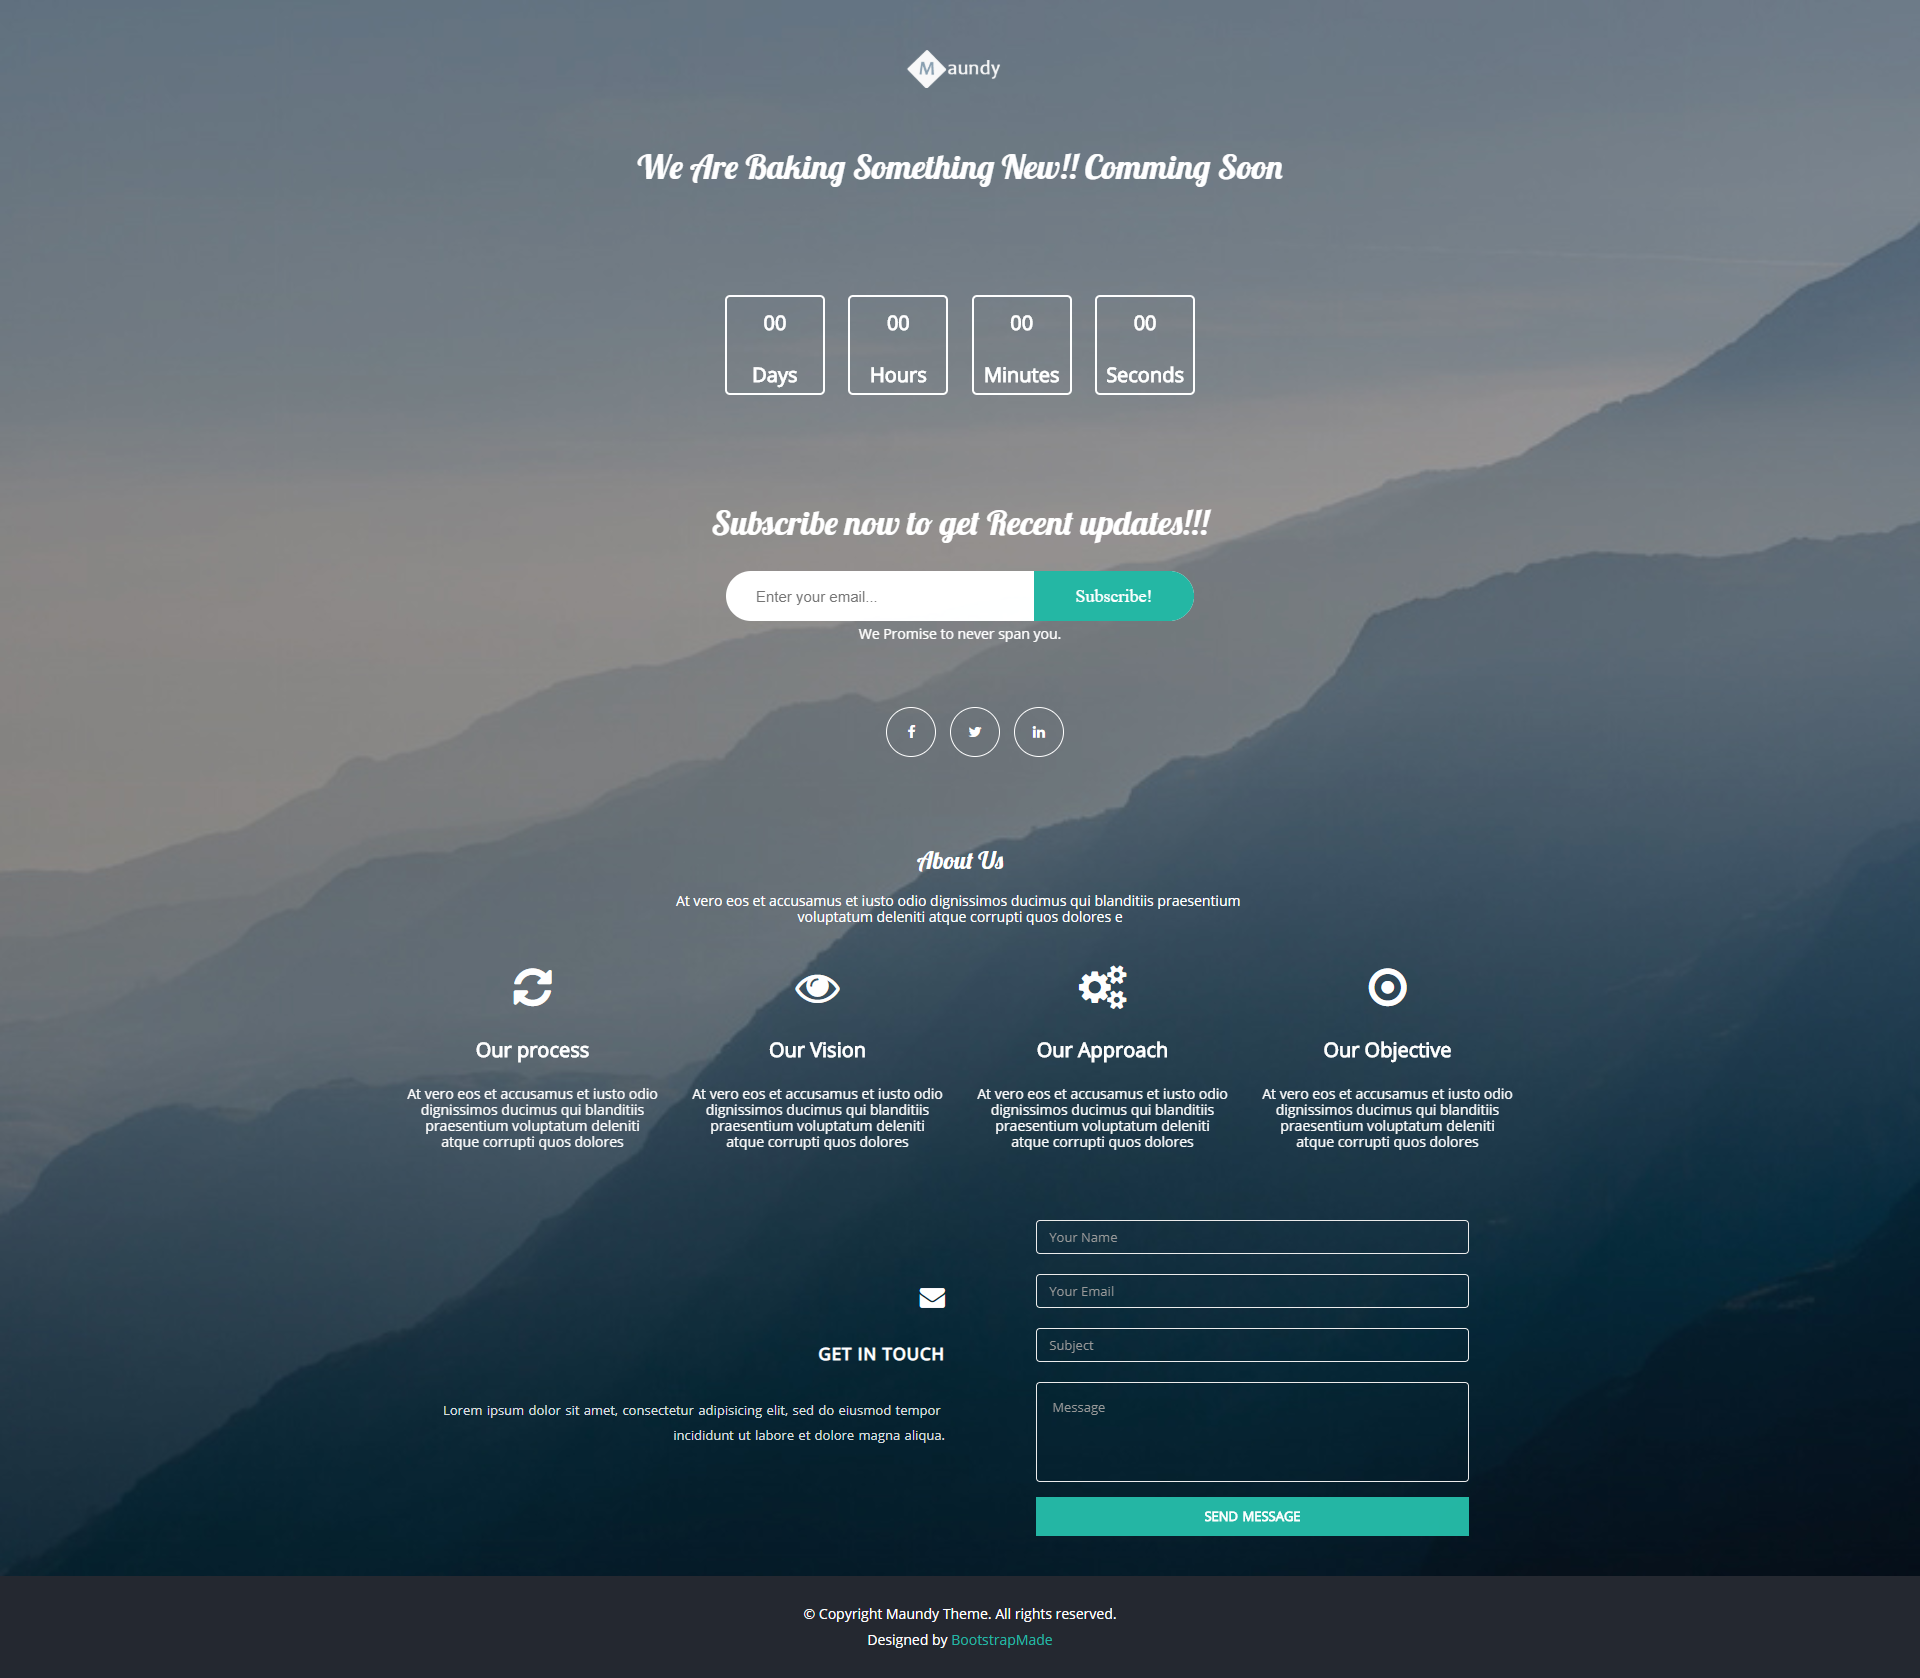 Maundy
We Are Baking Something New!! Comming Soon
00 00 00 00
Days Hours Minutes Seconds
Subscribe now to get Recent updates!!!
Enter your email... Subscribe!
We Promise to never span you.
About Us
At vero eos et accusamus et iusto odio dignissimos ducimus qui blanditiis praesentium
voluptatum deleniti atque corrupti quos dolores e
Our process
At vero eos et accusamus et iusto odio
dignissimos ducimus qui blanditiis
praesentium voluptatum deleniti
atque corrupti quos dolores
Our Vision
At vero eos et accusamus et iusto odio
dignissimos ducimus qui blanditiis
praesentium voluptatum deleniti
atque corrupti quos dolores
Our Approach
At vero eos et accusamus et iusto odio
dignissimos ducimus qui blanditiis
praesentium voluptatum deleniti
atque corrupti quos dolores
Our Objective
At vero eos et accusamus et iusto odio
dignissimos ducimus qui blanditiis
praesentium voluptatum deleniti
atque corrupti quos dolores
GET IN TOUCH
Lorem ipsum dolor sit amet, consectetur adipisicing elit, sed do eiusmod tempor
incididunt ut labore et dolore magna aliqua.
Your Name
Your Email
Subject
Message
SEND MESSAGE
© Copyright Maundy Theme. All rights reserved.
Designed by BootstrapMade